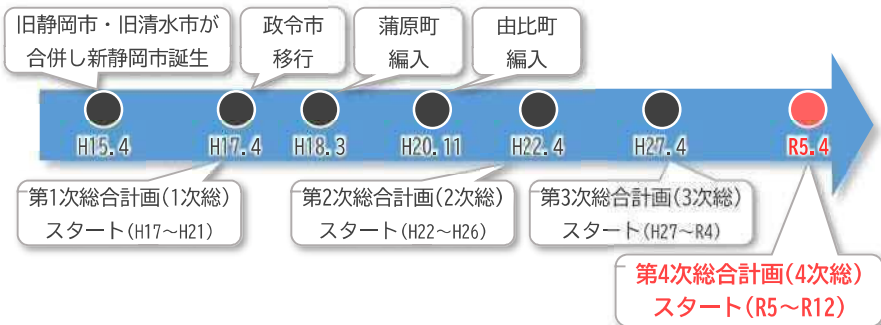 旧静岡市・旧清水市が
合併し新静岡市誕生
政令市
移行
蒲原町
編入
由比町
編入
H15.4
H17.4
H18.3
H20.11
H22.4
H27.4
R5.4
第1次総合計画(1次総)
スタート(H17～H21)
第2次総合計画(2次総)
スタート(H22～H26)
第3次総合計画(3次総)
スタート(H27～R4)
第4次総合計画(4次総)
スタート(R5～R12)